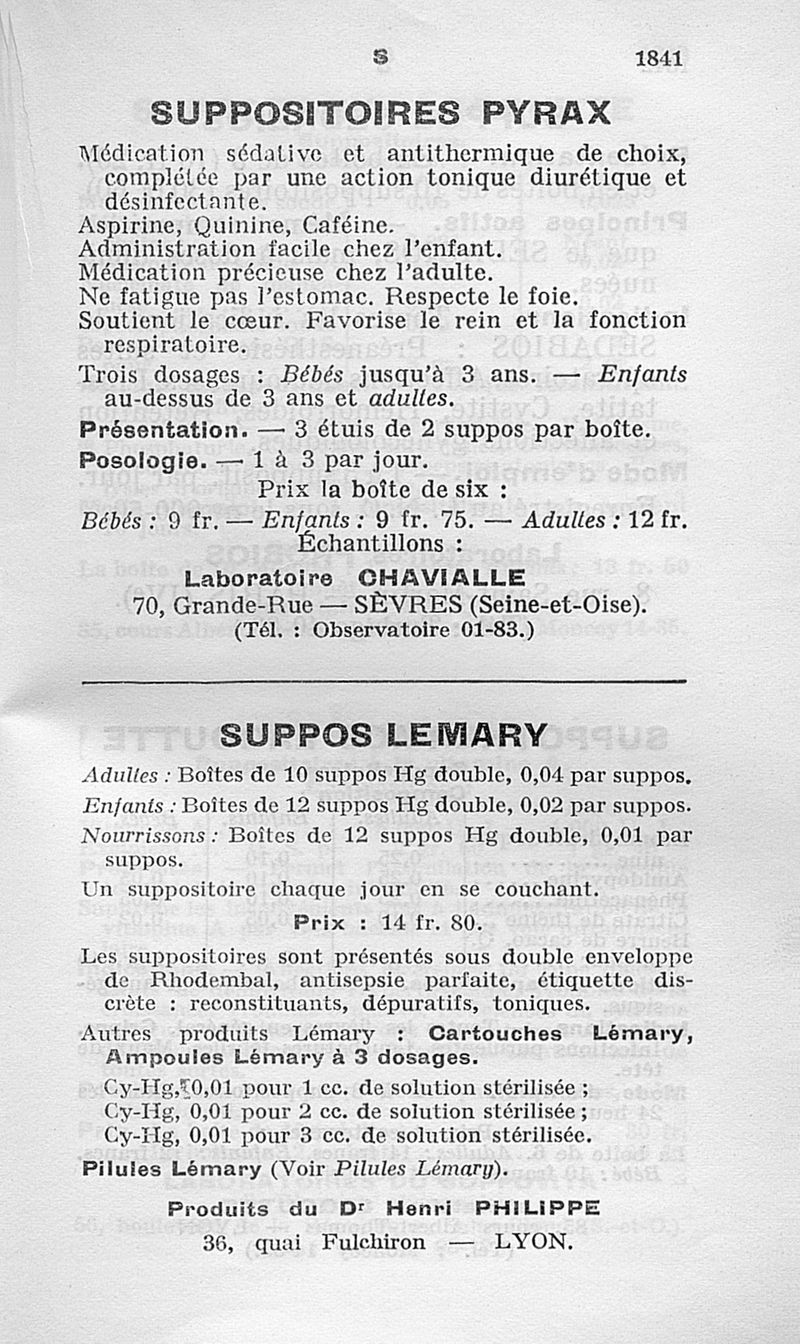 S 1841
SUPPOSITOIRES PYRAX
Médication sédative et antithermique de choix,
complétée par une action tonique diurétique et
désinfectante.
Aspirine, Quinine, Caféine.
Administration facile chez l'enfant.
Médication précieuse chez l'adulte.
Ne fatigue pas l'estomac. Respecte le foie.
Soutient le cœur. Favorise le rein et la fonction
respiratoire.
Trois dosages : Bébés jusqu'à 3 ans. — Enfants
au-dessus de 3 ans et adultes.
Présentation. — 3 étuis de 2 suppos par boîte.
Posologie. — 1 à 3 par jour.
Prix la boîte de six :
Bébés : 9 fr. — Enfants : 9 fr. 75. — Adultes : 12 fr.
Échantillons :
Laboratoire CHAVIALLE
70, Grande-Rue — SÈVRES (Seine-et-Oise).
(Tél. : Observatoire 01-83.)
SUPPOS LEMARY
Adultes : Boîtes de 10 suppos Hg double, 0,04 par suppos.
Enfants : Boîtes de 12 suppos Hg double, 0,02 par suppos.
Nourrissons : Boîtes de 12 suppos Hg double, 0,01 par
suppos.
Un suppositoire chaque jour en se couchant.
Prix : 14 fr. 80.
Les suppositoires sont présentés sous double enveloppe
de Rhodembal, antisepsie parfaite, étiquette dis-
crète : reconstituants, dépuratifs, toniques.
Autres produits Lémary : Cartouches Lémary,
Ampoules Lémary à 3 dosages.
Cy-Hg, 0,01 pour 1 cc. de solution stérilisée ;
Cy-Hg, 0,01 pour 2 cc. de solution stérilisée ;
Cy-Hg, 0,01 pour 3 cc. de solution stérilisée.
Pilules Lémary (Voir Pilules Lémary).
Produits du Dr Henri PHILIPPE
36, quai Fulchiron — LYON.